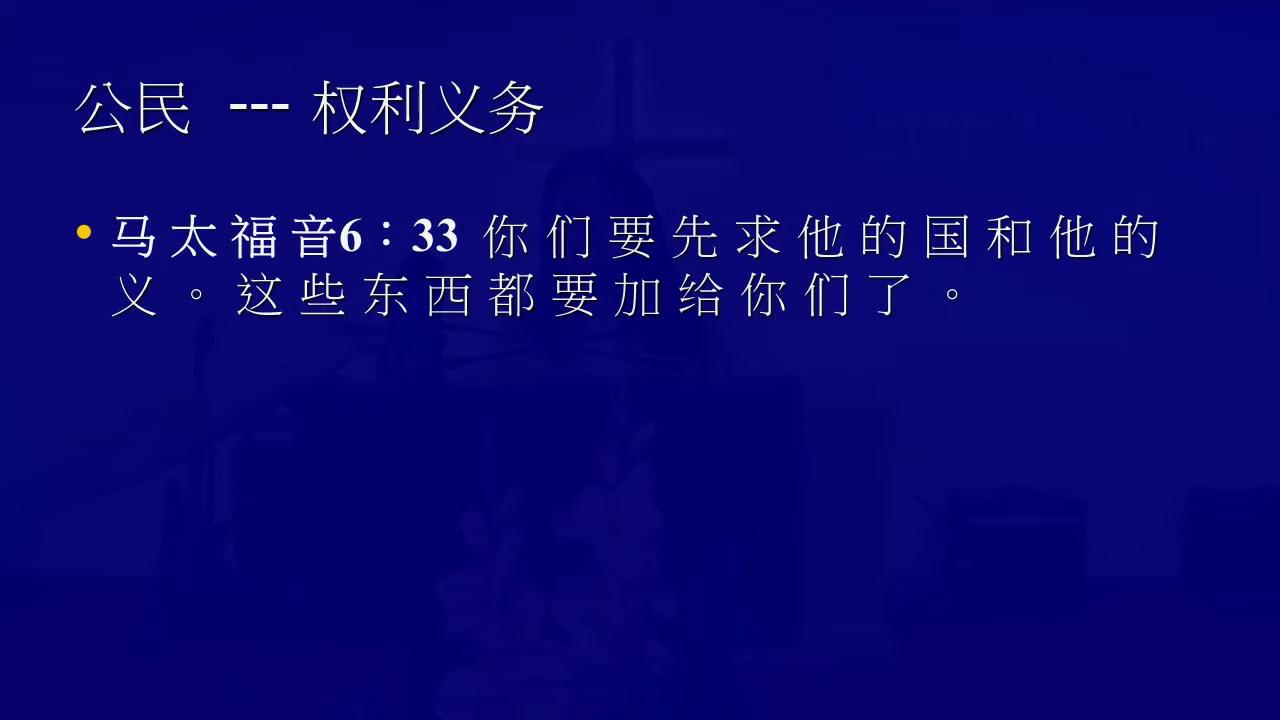 公民 --- 权利义务
• 马太福音6：33 你们要先求他的国和他的
义。这些东西都要加给你们了。